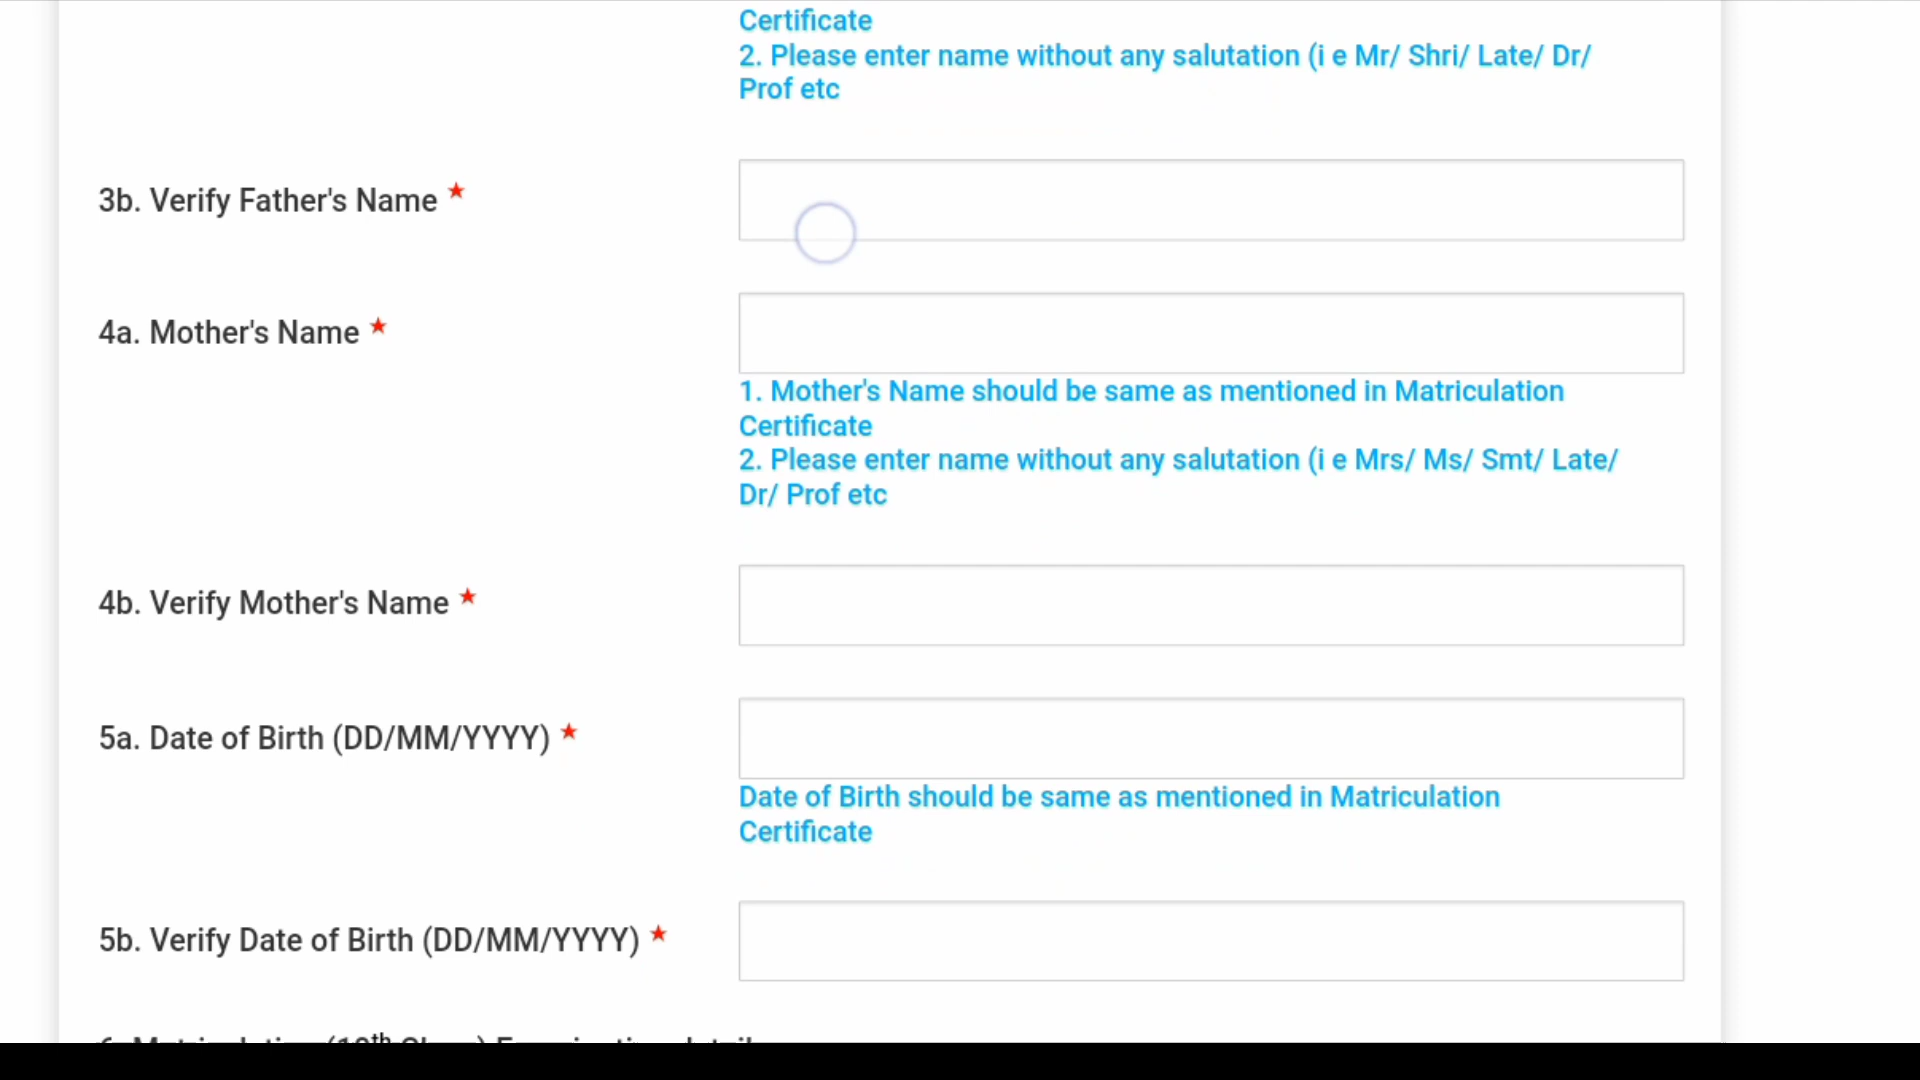 Certificate
2. Please enter name without any salutation (i e Mr/ Shri/ Late/ Dr/
Prof etc
3b. Verify Father's Name ★
4a. Mother's Name ★
1. Mother's Name should be same as mentioned in Matriculation
Certificate
2. Please enter name without any salutation (i e Mrs/ Ms/ Smt/ Late/
Dr/ Prof etc
4b. Verify Mother's Name ★
5a. Date of Birth (DD/MM/YYYY) ★
Date of Birth should be same as mentioned in Matriculation
Certificate
5b. Verify Date of Birth (DD/MM/YYYY) ★